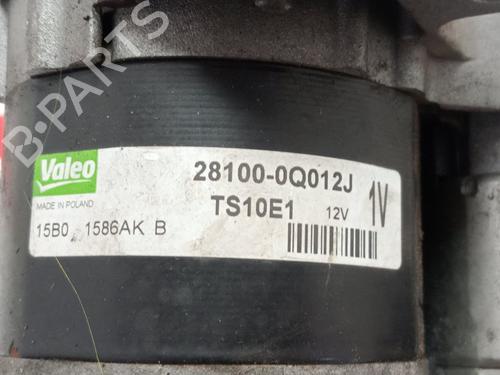 B-PARTS
Valeo
MADE IN POLAND
15B0 1586AK B
28100-0Q012J
TS10E1 12V
1V